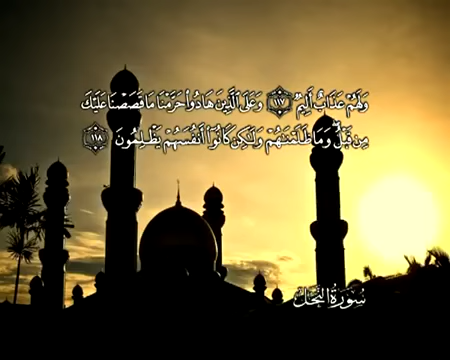 وَلَهُمْ عَذَابٌ أَلِيمٌ ١١٧ وَعَلَى الَّذِينَ هَادُوا حَرَّمْنَا مَا قَصَصْنَا عَلَيْكَ
مِن قَبْلُ ۖ وَمَا ظَلَمْنَاهُمْ وَلَٰكِن كَانُوا أَنفُسَهُمْ يَظْلِمُونَ ١١٨
سُورَةُ النَّحْل